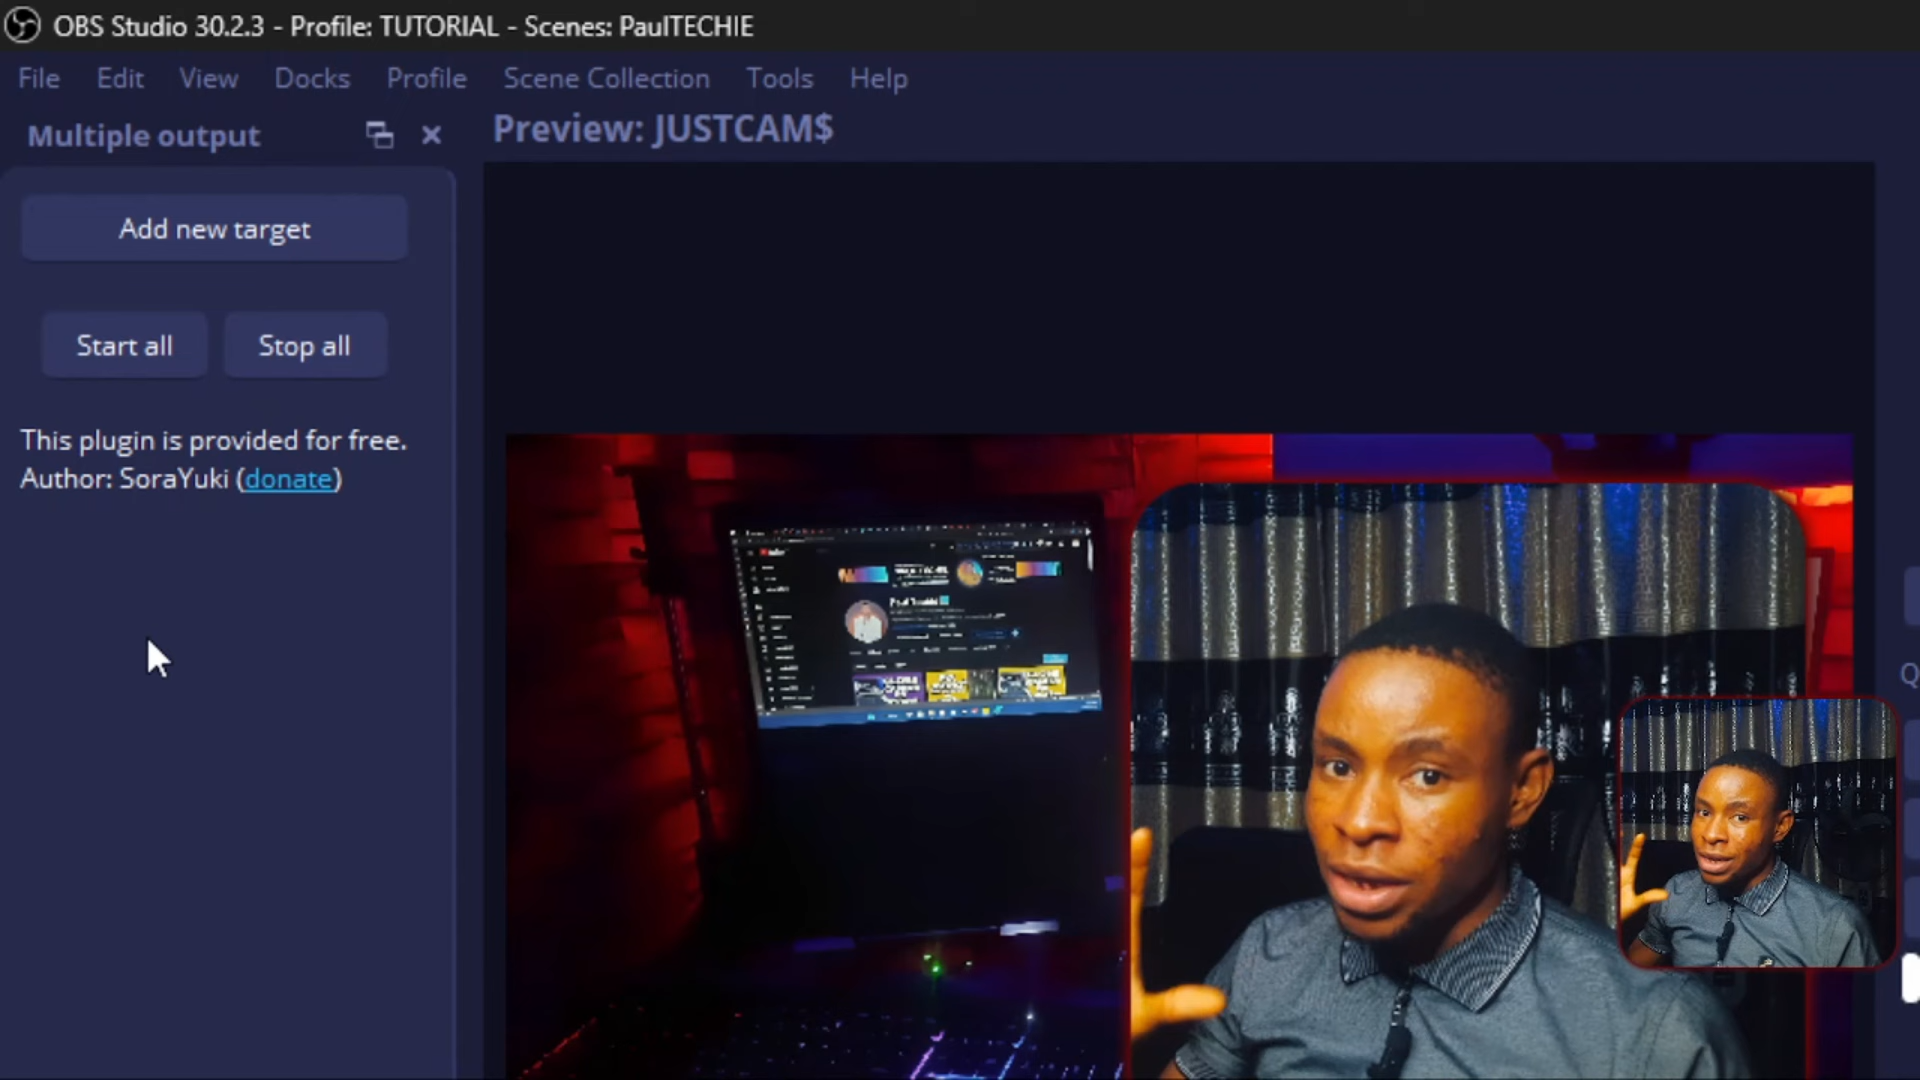 OBS Studio 30.2.3 - Profile: TUTORIAL - Scenes: PaulTECHIE
File Edit View Docks Profile Scene Collection Tools Help
Multiple output
Preview: JUSTCAM$
Add new target
Start all Stop all
This plugin is provided for free.
Author: SoraYuki (donate)